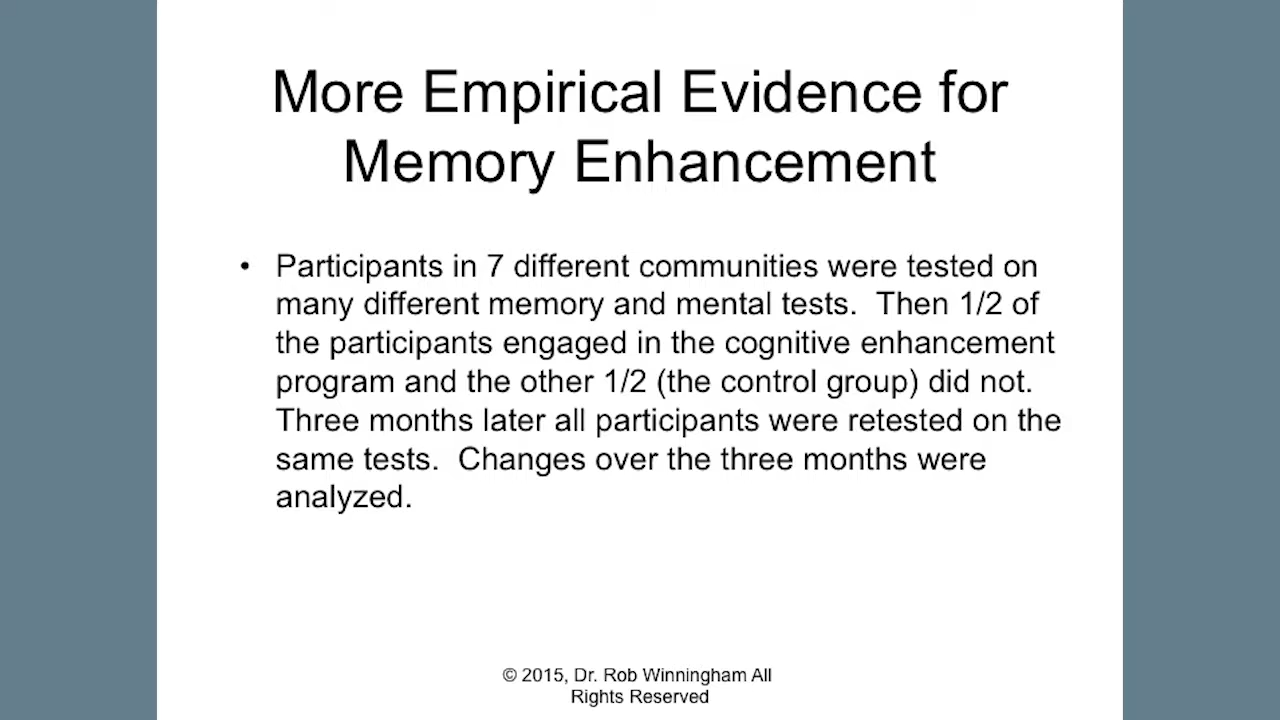 More Empirical Evidence for
Memory Enhancement
• Participants in 7 different communities were tested on
many different memory and mental tests.  Then 1/2 of
the participants engaged in the cognitive enhancement
program and the other 1/2 (the control group) did not.
Three months later all participants were retested on the
same tests.  Changes over the three months were
analyzed.
© 2015, Dr. Rob Winningham All
Rights Reserved